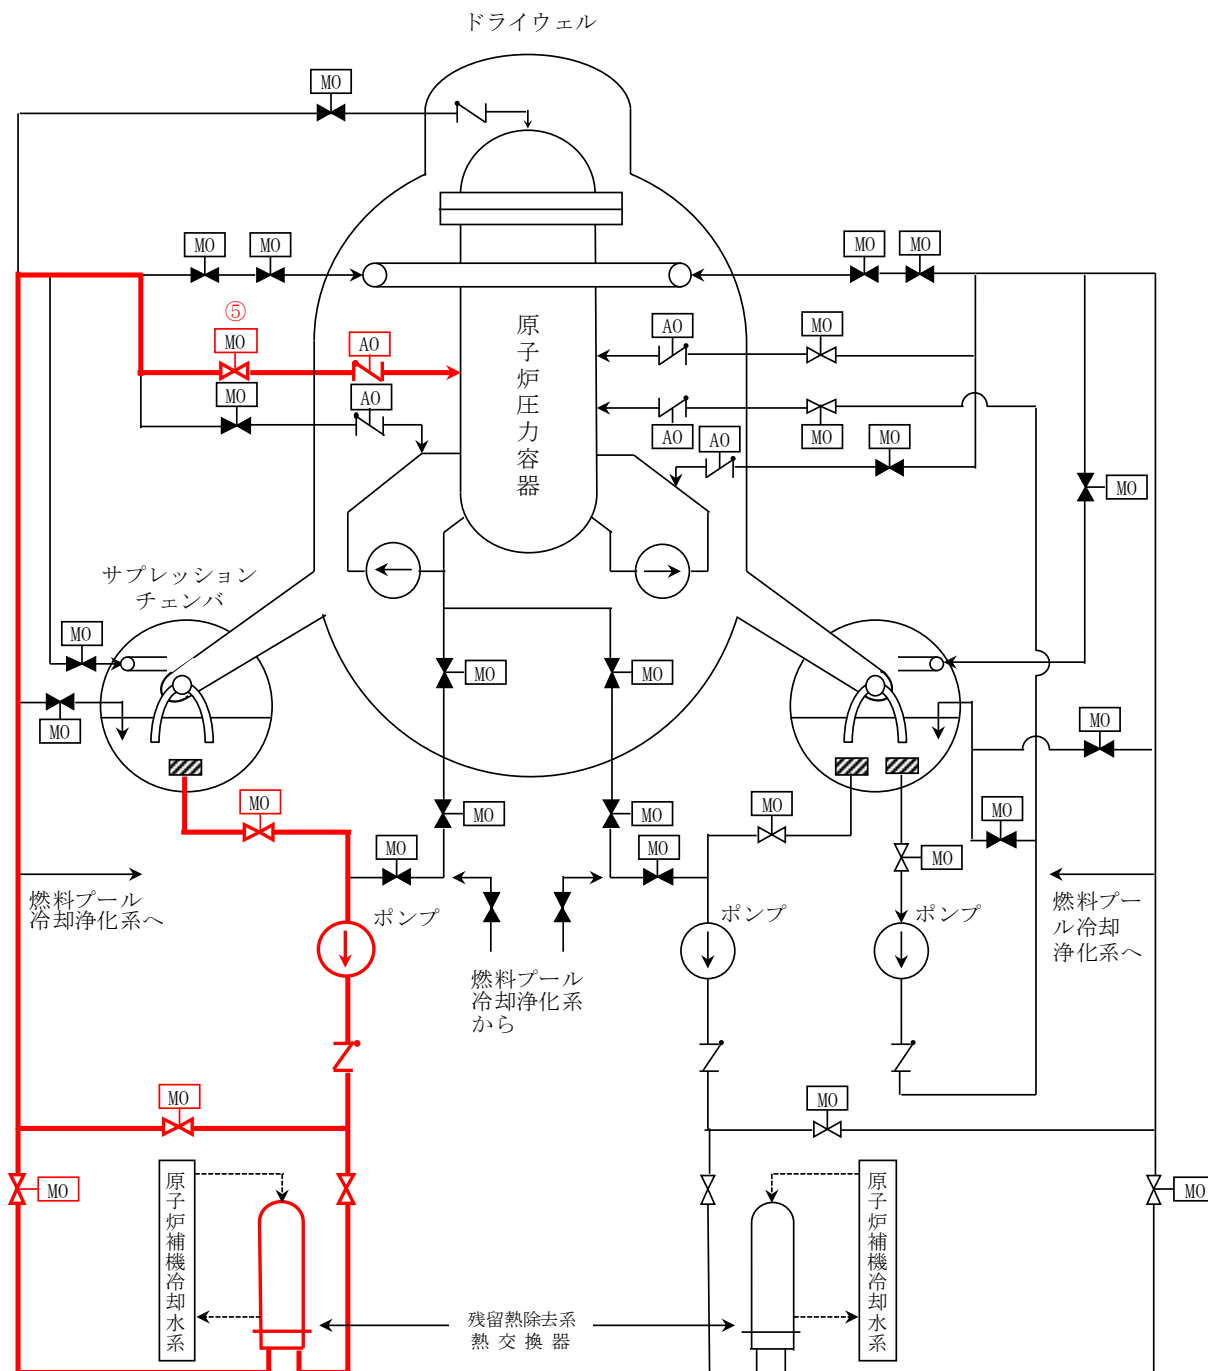 ドライウェル
MO
MO
MO
MO
MO
⑤
MO
AO
原子炉圧力容器
AO
MO
MO
AO
AO
MO
AO
MO
MO
MO
サプレッション
チェンバ
MO
MO
MO
MO
MO
MO
MO
MO
MO
MO
MO
MO
MO
燃料プール
冷却浄化系へ
ポンプ
ポンプ
ポンプ
燃料プー
ル冷却
浄化系へ
燃料プール
冷却浄化系
から
MO
MO
MO
MO
原子炉補機冷却水系
原子炉補機冷却水系
残留熱除去系
熱交換器